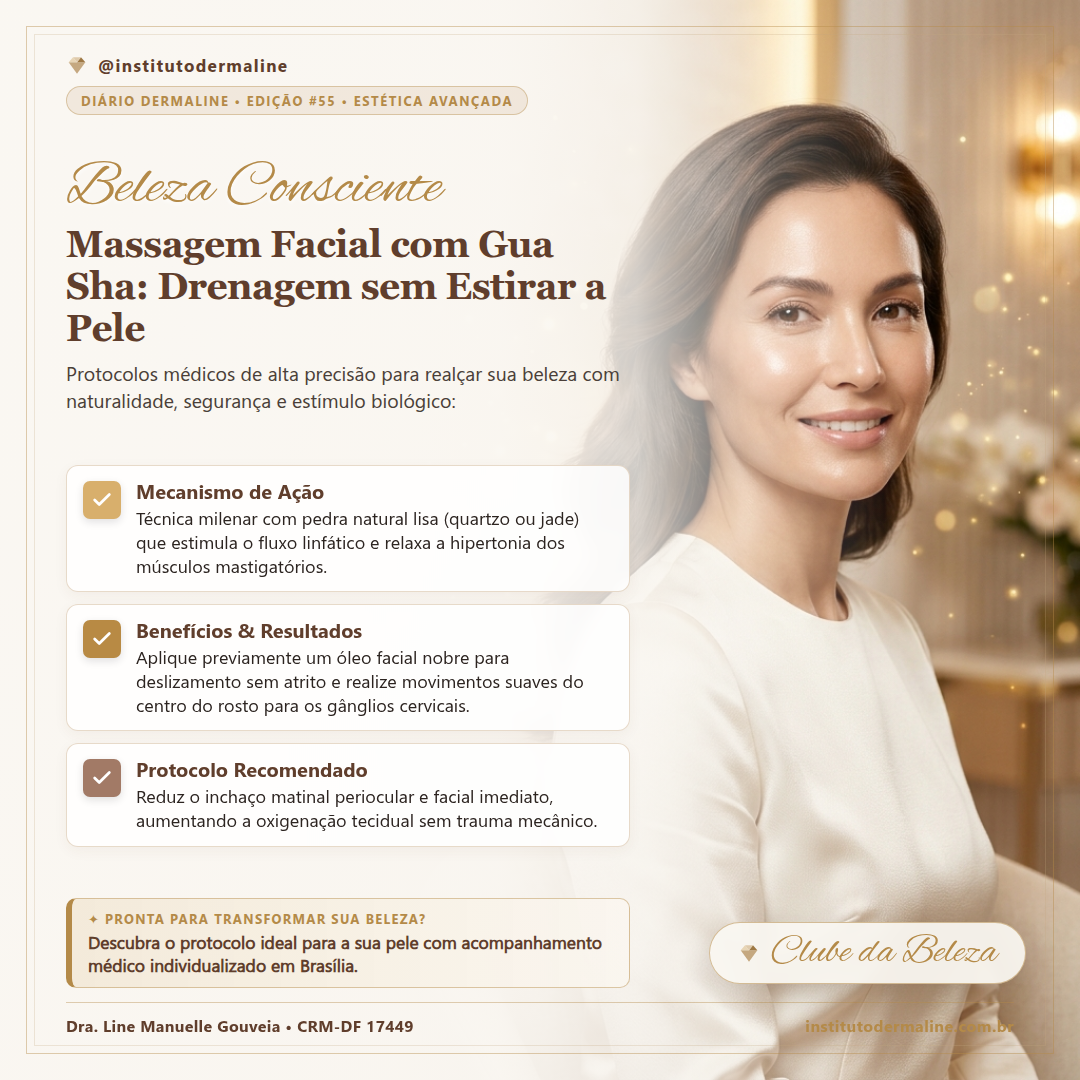 @institutodermaline
DIÁRIO DERMALINE • EDIÇÃO #55 • ESTÉTICA AVANÇADA
Beleza Consciente
Massagem Facial com Gua
Sha: Drenagem sem Estirar a
Pele
Protocolos médicos de alta precisão para realçar sua beleza com
naturalidade, segurança e estímulo biológico:
Mecanismo de Ação
Técnica milenar com pedra natural lisa (quartzo ou jade)
que estimula o fluxo linfático e relaxa a hipertonia dos
músculos mastigatórios.
Benefícios & Resultados
Aplique previamente um óleo facial nobre para
deslizamento sem atrito e realize movimentos suaves do
centro do rosto para os gânglios cervicais.
Protocolo Recomendado
Reduz o inchaço matinal periocular e facial imediato,
aumentando a oxigenação tecidual sem trauma mecânico.
✦ PRONTA PARA TRANSFORMAR SUA BELEZA?
Descubra o protocolo ideal para a sua pele com acompanhamento
médico individualizado em Brasília.
Clube da Beleza
Dra. Line Manuelle Gouveia • CRM-DF 17449
institutodermaline.com.br